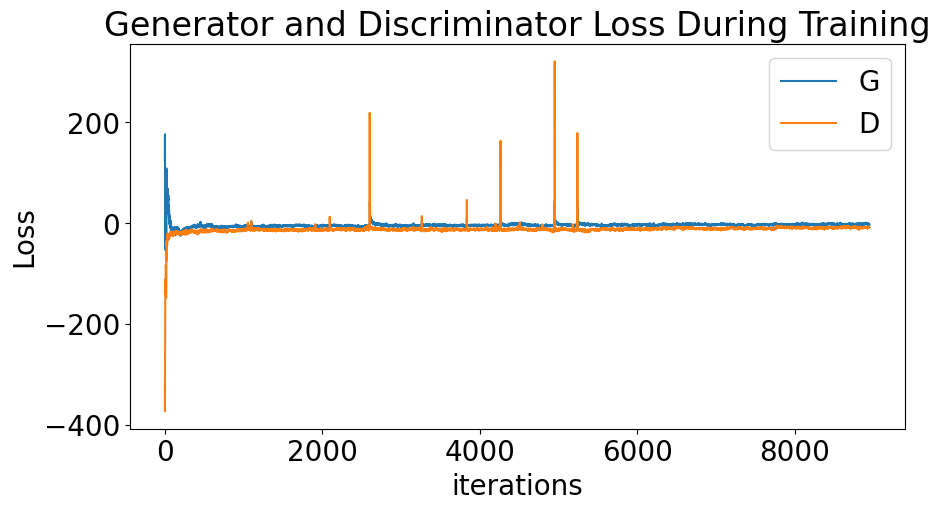 Generator and Discriminator Loss During Training
G
D
Loss
200
0
−200
−400
0 2000 4000 6000 8000
iterations